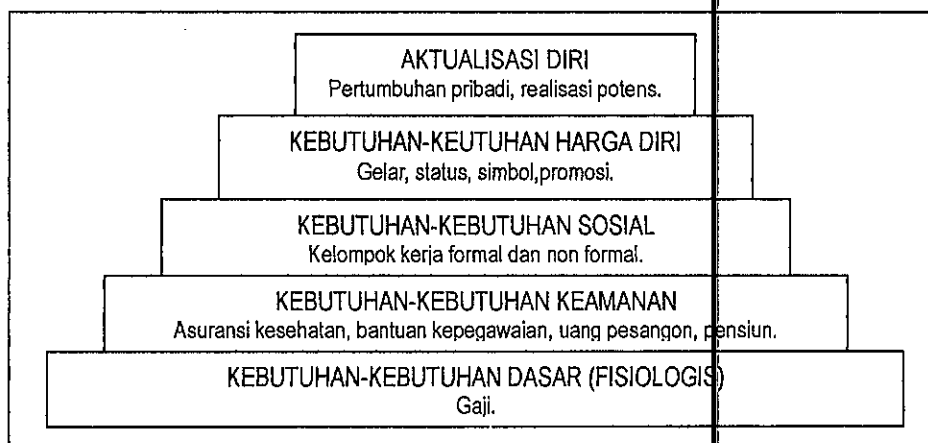 AKTUALISASI DIRI
Pertumbuhan pribadi, realisasi potens.
KEBUTUHAN-KEUTUHAN HARGA DIRI
Gelar, status, simbol,promosi.
KEBUTUHAN-KEBUTUHAN SOSIAL
Kelompok kerja formal dan non formal.
KEBUTUHAN-KEBUTUHAN KEAMANAN
Asuransi kesehatan, bantuan kepegawaian, uang pesangon, pensiun.
KEBUTUHAN-KEBUTUHAN DASAR (FISIOLOGIS)
Gaji.